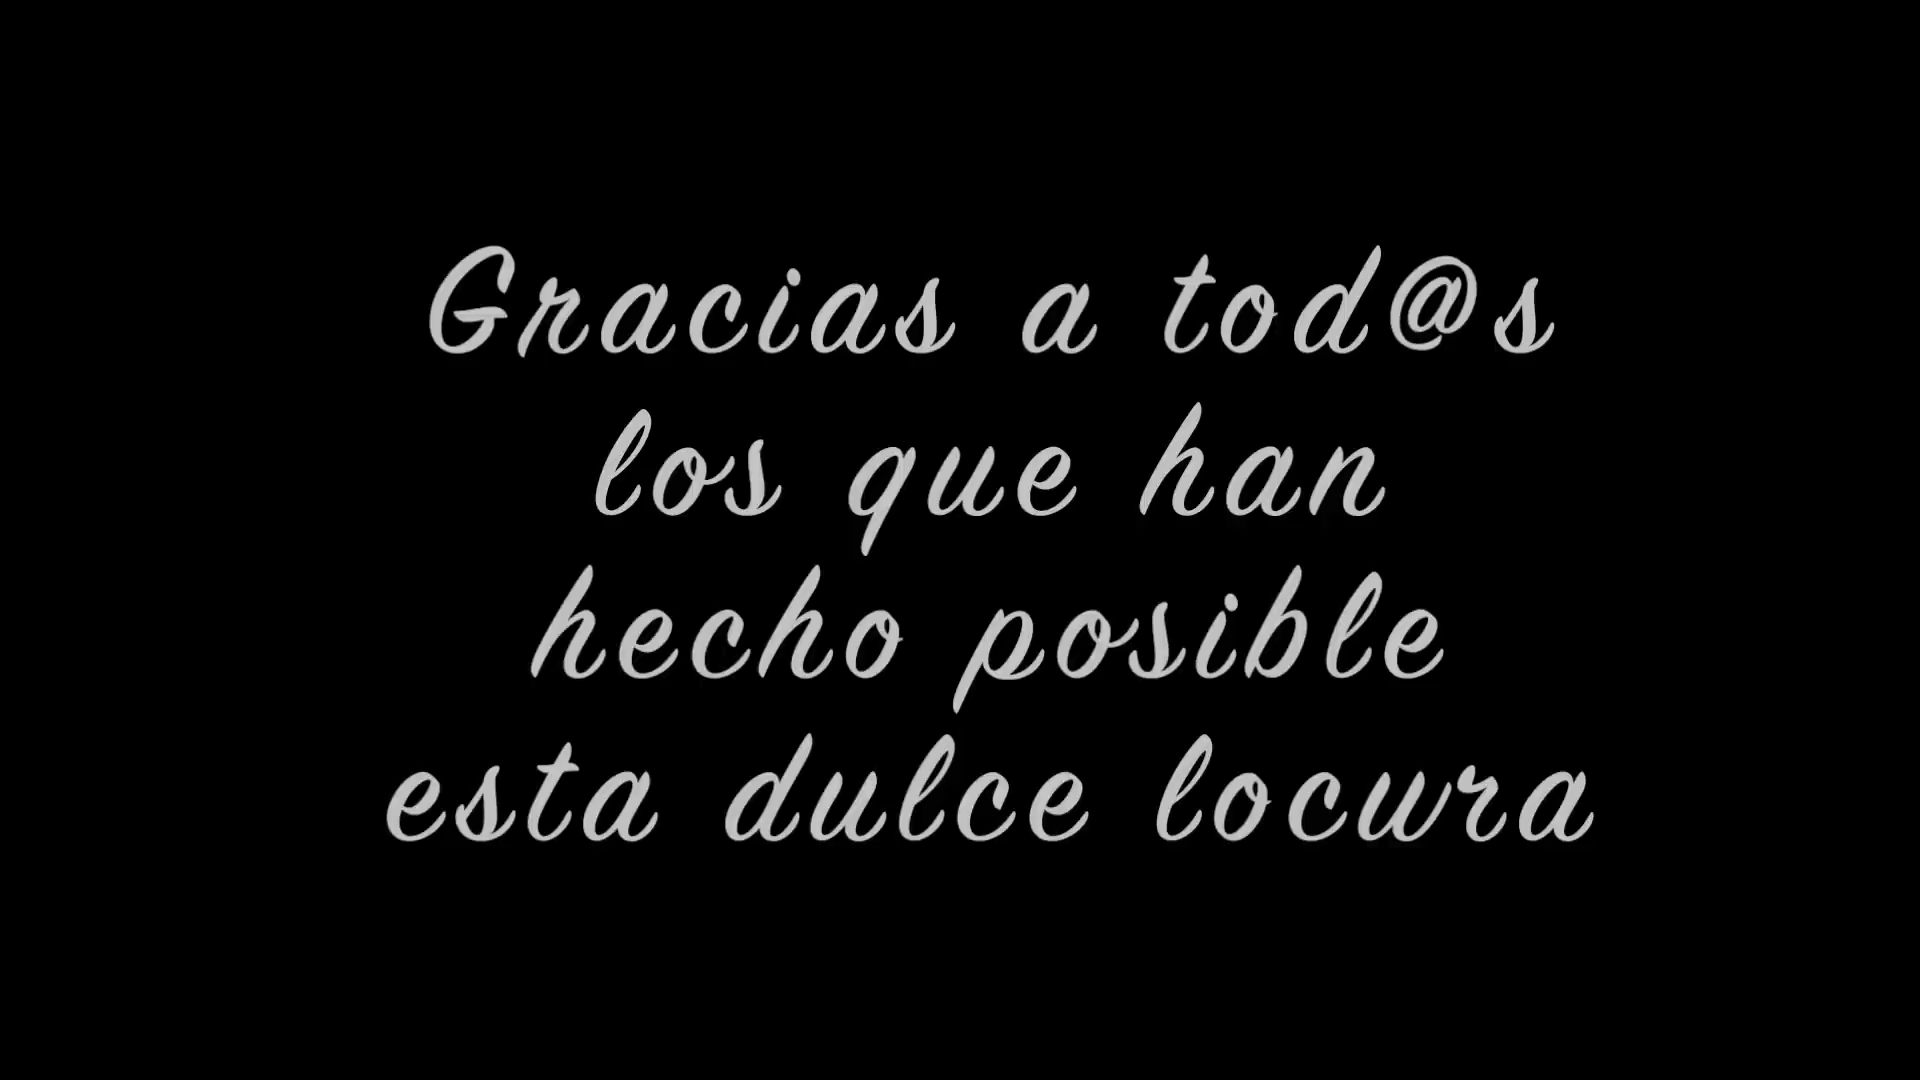 Gracias a tod@s
los que han
hecho posible
esta dulce locura